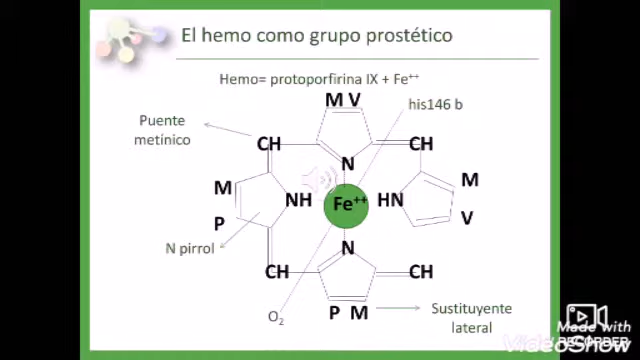 El hemo como grupo prostético
Hemo= protoporfirina IX + Fe⁺⁺
M V
his146 b
Puente
metínico
CH
CH
N
M
M
NH
Fe⁺⁺
HN
P
V
N pirrol
N
CH
CH
O₂
P M
Sustituyente
lateral
Made with
RECORDER
VideoShow